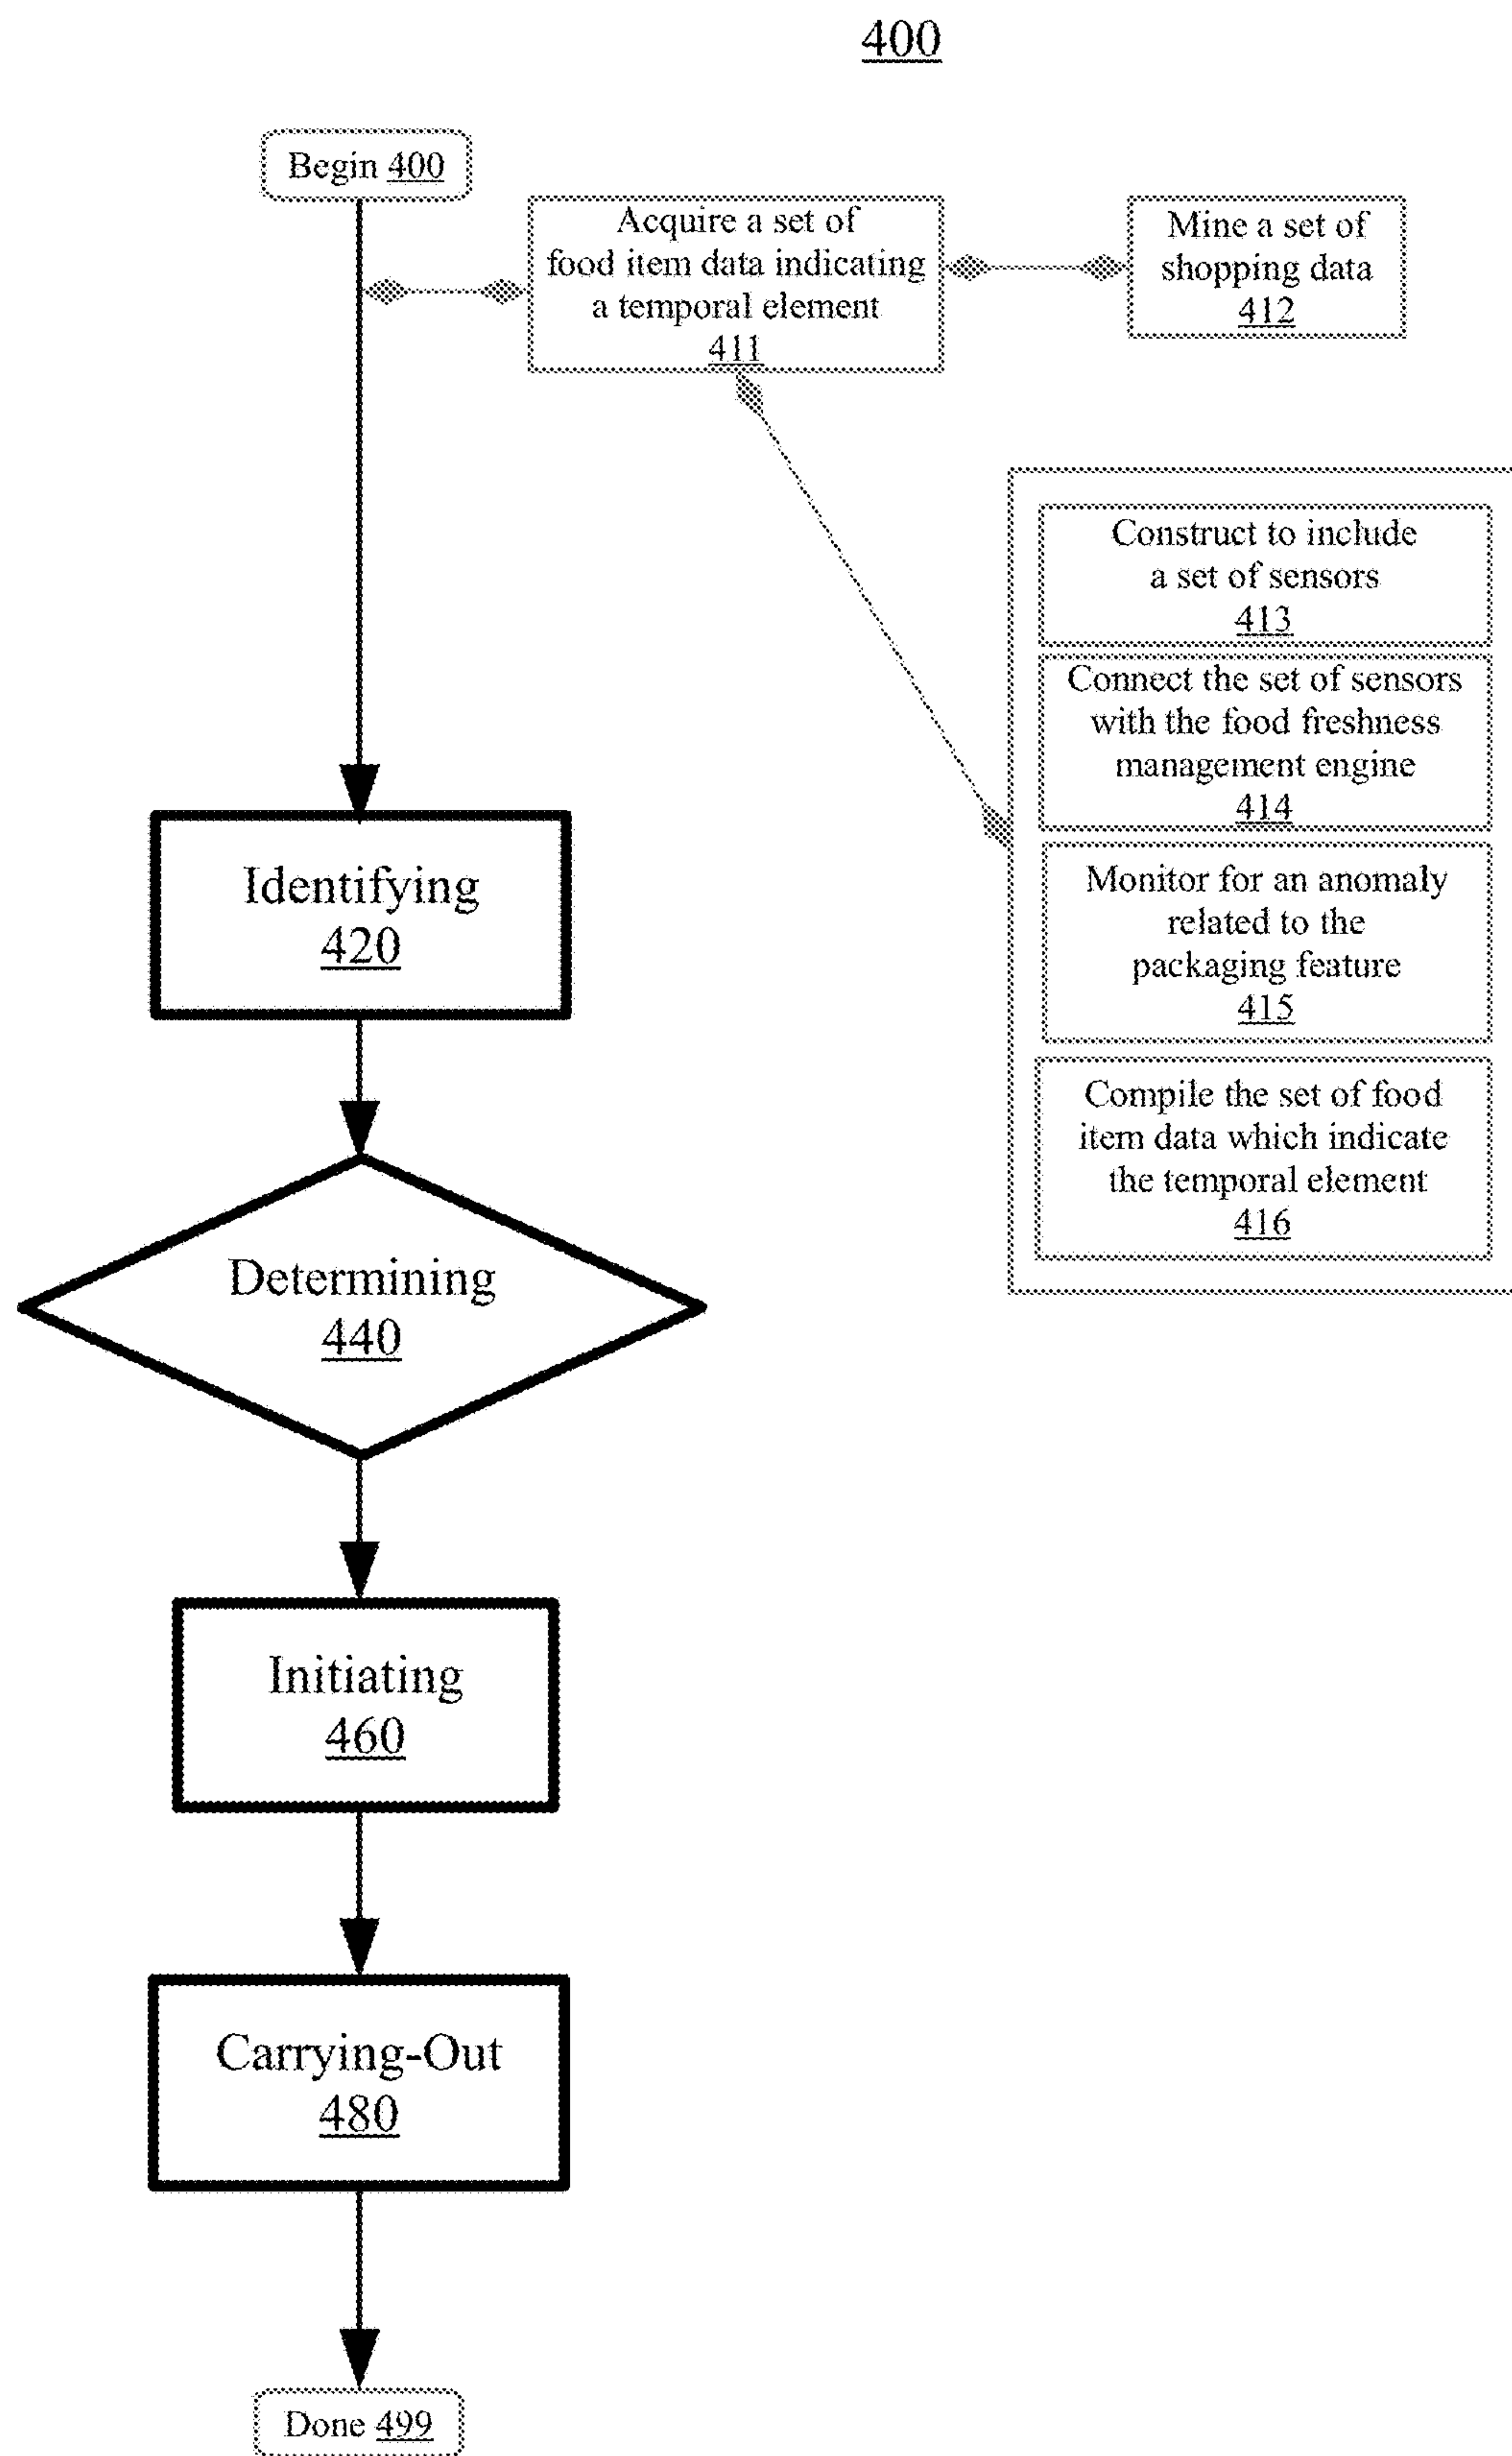 400
Begin 400
Acquire a set of
food item data indicating
a temporal element
411
Mine a set of
shopping data
412
Construct to include
a set of sensors
413
Connect the set of sensors
with the food freshness
management engine
414
Monitor for an anomaly
related to the
packaging feature
415
Compile the set of food
item data which indicate
the temporal element
416
Identifying
420
Determining
440
Initiating
460
Carrying-Out
480
Done 499